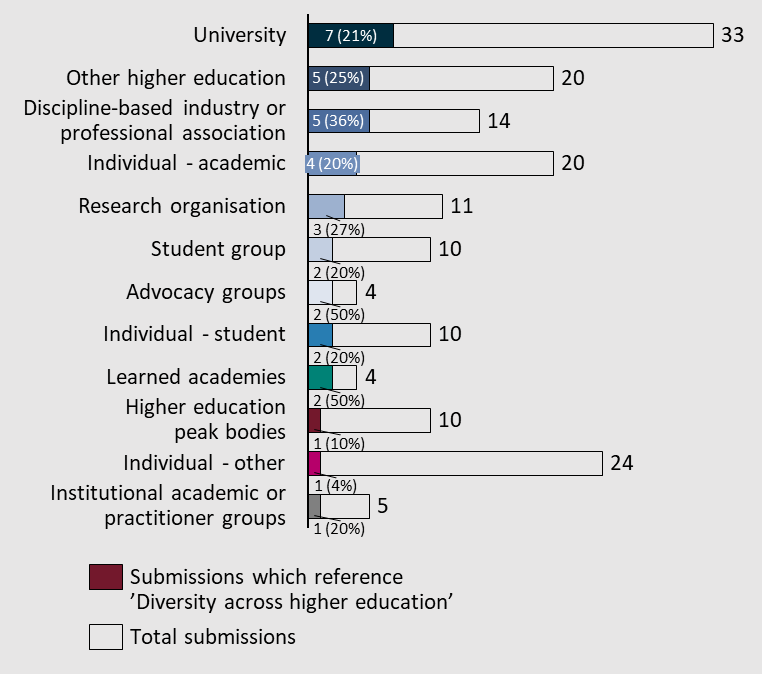 University
7 (21%)
33
Other higher education
5 (25%)
20
Discipline-based industry or
professional association
5 (36%)
14
Individual - academic
4 (20%)
20
Research organisation
11
3 (27%)
Student group
10
2 (20%)
Advocacy groups
4
2 (50%)
Individual - student
10
2 (20%)
Learned academies
4
2 (50%)
Higher education
peak bodies
10
1 (10%)
Individual - other
24
1 (4%)
Institutional academic or
practitioner groups
5
1 (20%)
Submissions which reference
’Diversity across higher education’
Total submissions